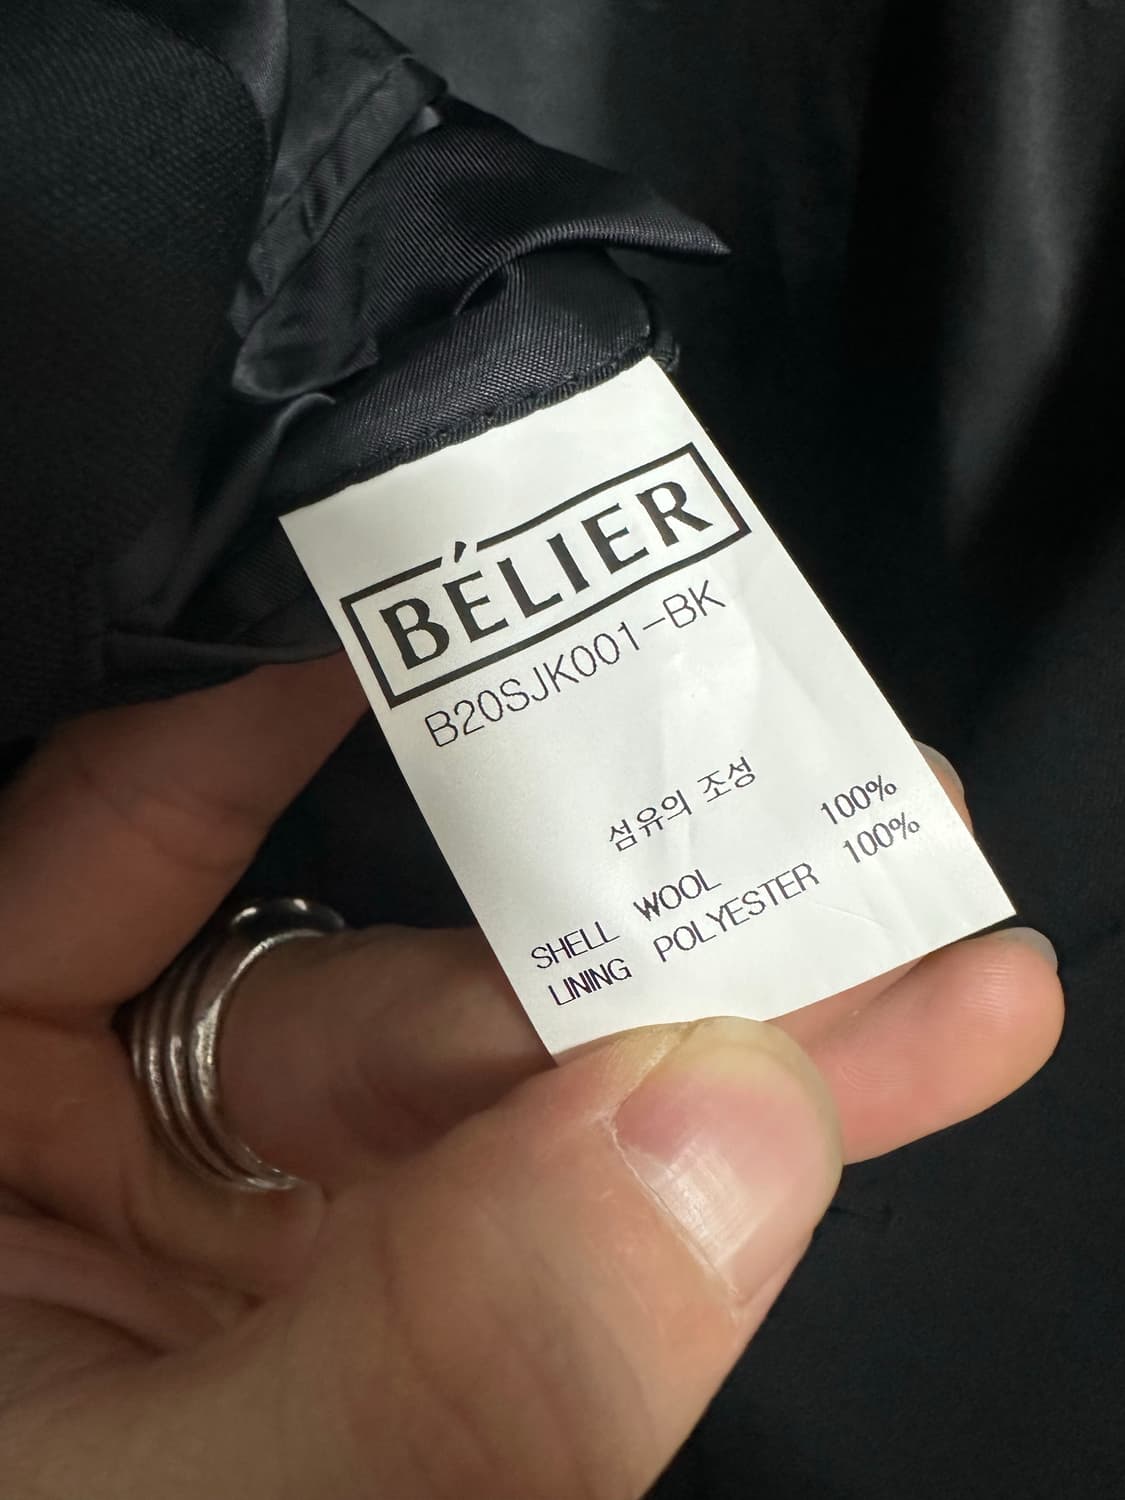 BÉLIER
B20SJK001-BK
섬유의 조성
SHELL WOOL 100%
LINING POLYESTER 100%